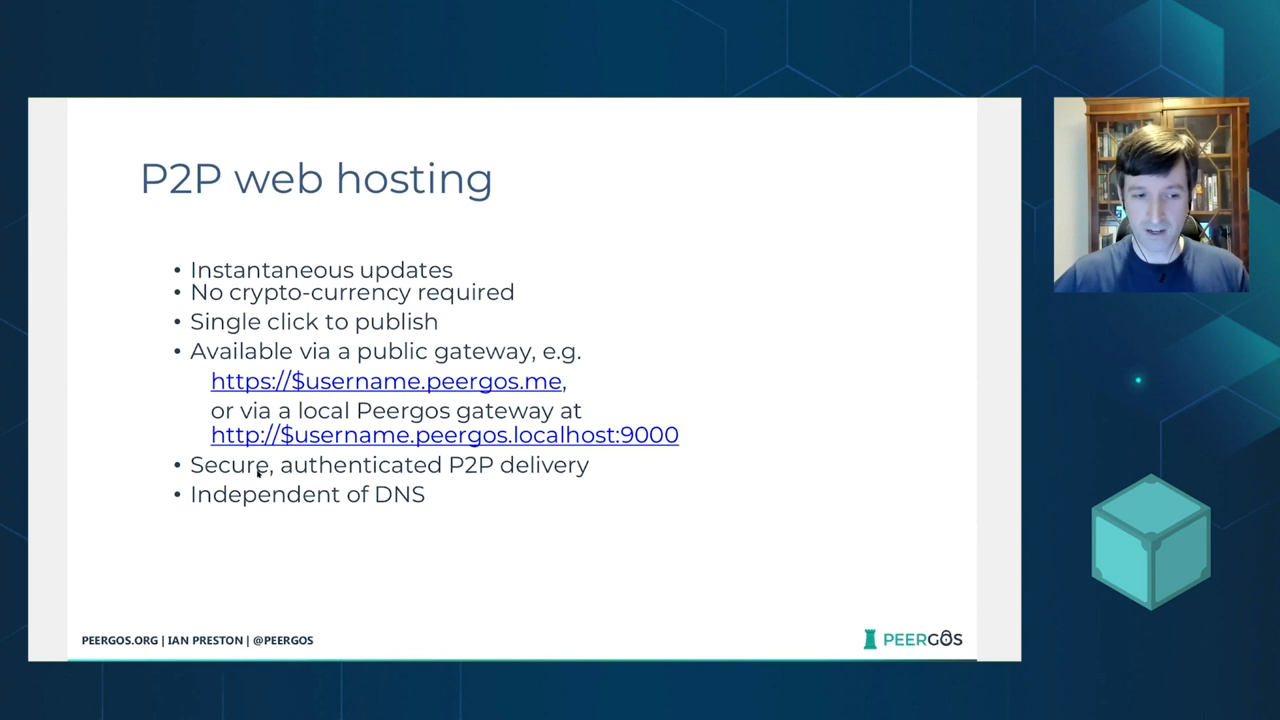 P2P web hosting
• Instantaneous updates
• No crypto-currency required
• Single click to publish
• Available via a public gateway, e.g.
https://$username.peergos.me,
or via a local Peergos gateway at
http://$username.peergos.localhost:9000
• Secure, authenticated P2P delivery
• Independent of DNS
PEERGOS.ORG | IAN PRESTON | @PEERGOS
PEERGOS